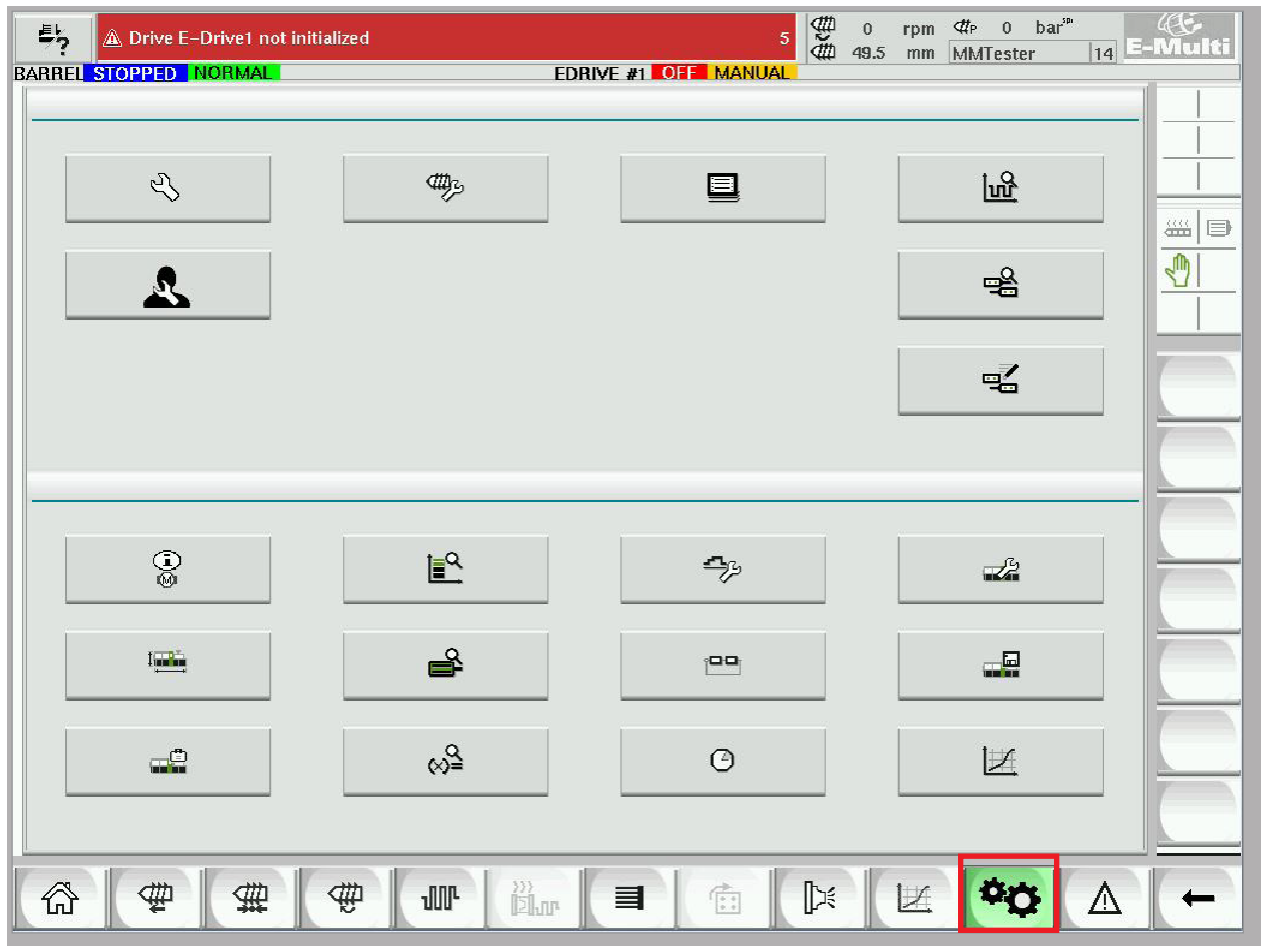 Drive E-Drive1 not initialized 5
0 rpm P 0 bar spe
49.5 mm MMTester 14
E-Multi
BARREL STOPPED NORMAL EDRIVE #1 OFF MANUAL